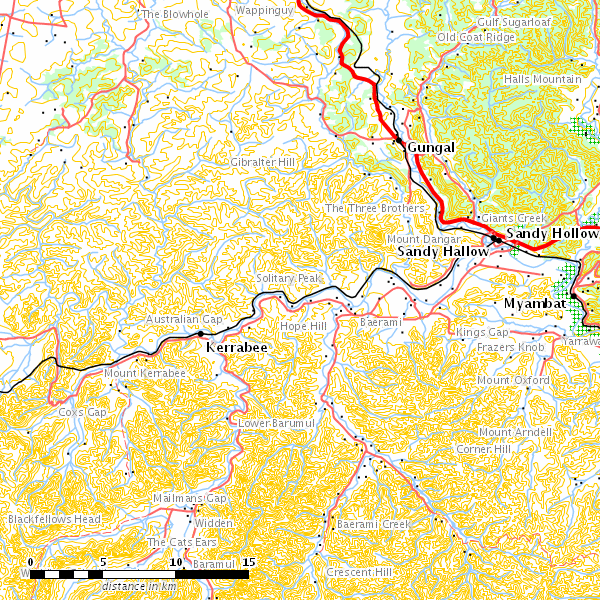 Wappinguy
The Blowhole
Gulf Sugarloaf
Old Coat Ridge
Halls Mountain
Gungal
Gibralter Hill
The Three Brothers
Giants Creek
Sandy Hollow
Mount Dangar
Sandy Hallow
Solitary Peak
Myambat
Australian Gap
Hope Hill
Baerami
Kings Gap
Kerrabee
Frazers Knob
Mount Kerrabee
Mount Oxford
Coxs Gap
Lower Barumul
Mount Arndell
Corner Hill
Mailmans Gap
Blackfellows Head
Widden
Baerami Creek
The Cats Ears
Baramul
Crescent Hill
0 5 10 15
distance in km